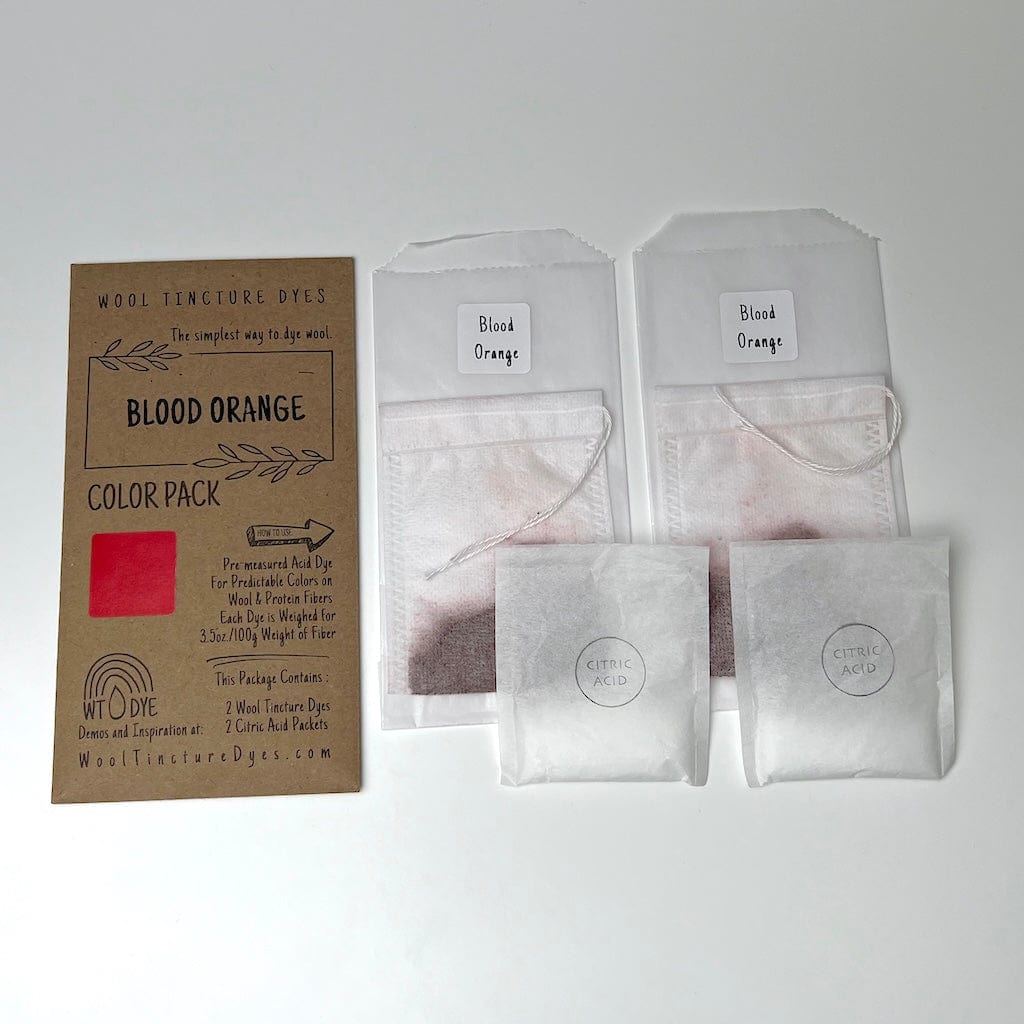 WOOL TINCTURE DYES
The simplest way to dye wool.
BLOOD ORANGE
COLOR PACK
HOW TO USE
Pre-measured Acid Dye
For Predictable Colors on
Wool & Protein Fibers
Each Dye is Weighed for
3.5oz./100g Weight of Fiber
This Package Contains:
2 Wool Tincture Dyes
2 Citric Acid Packets
WT DYE
Demos and Inspiration at:
WoolTinctureDyes.com
Blood
Orange
Blood
Orange
CITRIC
ACID
CITRIC
ACID